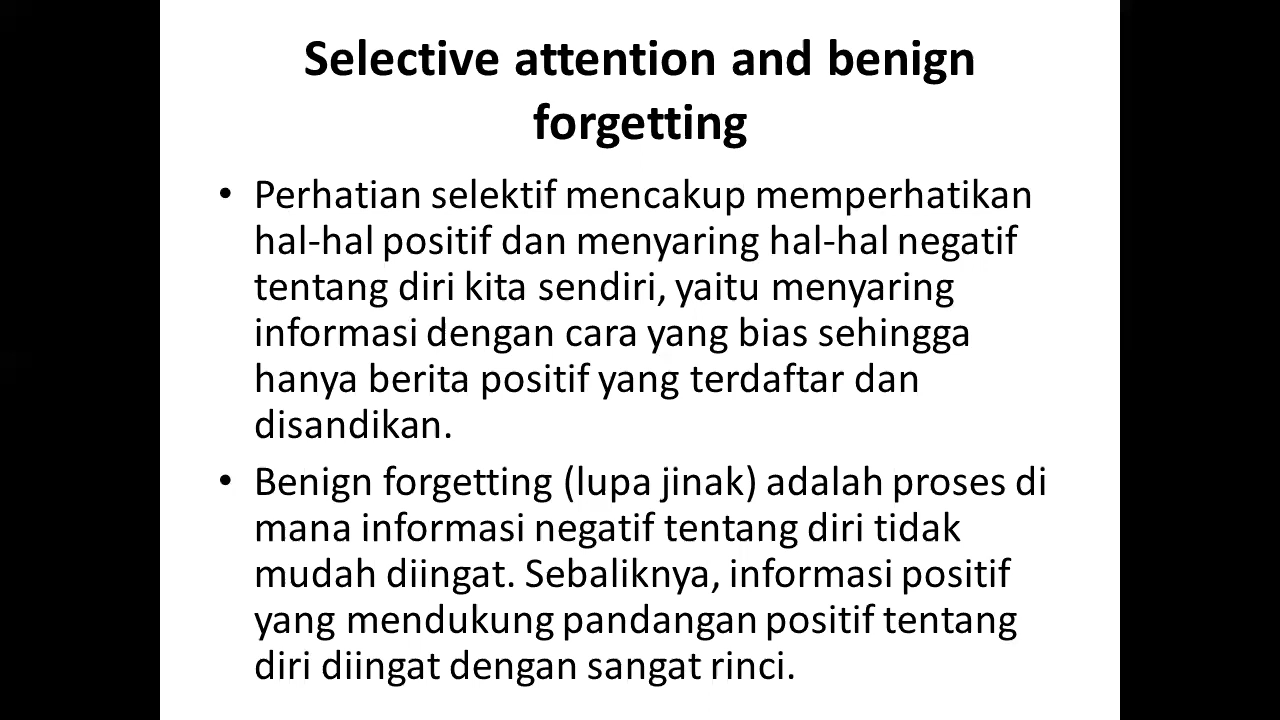 Selective attention and benign
forgetting
• Perhatian selektif mencakup memperhatikan
hal-hal positif dan menyaring hal-hal negatif
tentang diri kita sendiri, yaitu menyaring
informasi dengan cara yang bias sehingga
hanya berita positif yang terdaftar dan
disandikan.
• Benign forgetting (lupa jinak) adalah proses di
mana informasi negatif tentang diri tidak
mudah diingat. Sebaliknya, informasi positif
yang mendukung pandangan positif tentang
diri diingat dengan sangat rinci.